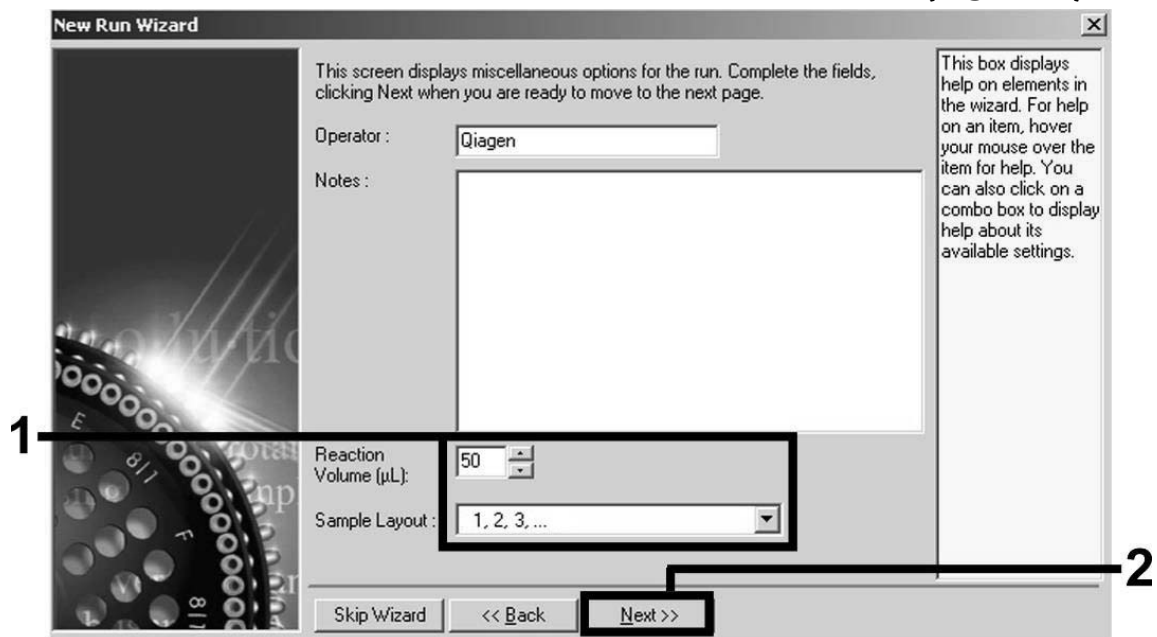 New Run Wizard
This screen displays miscellaneous options for the run. Complete the fields,
clicking Next when you are ready to move to the next page.
Operator :
Qiagen
Notes :
Reaction
Volume (µL):
50
Sample Layout :
1, 2, 3, ...
Skip Wizard
<< Back
Next >>
This box displays
help on elements in
the wizard. For help
on an item, hover
your mouse over the
item for help. You
can also click on a
combo box to display
help about its
available settings.
1
2
E
8|1
F
8|1